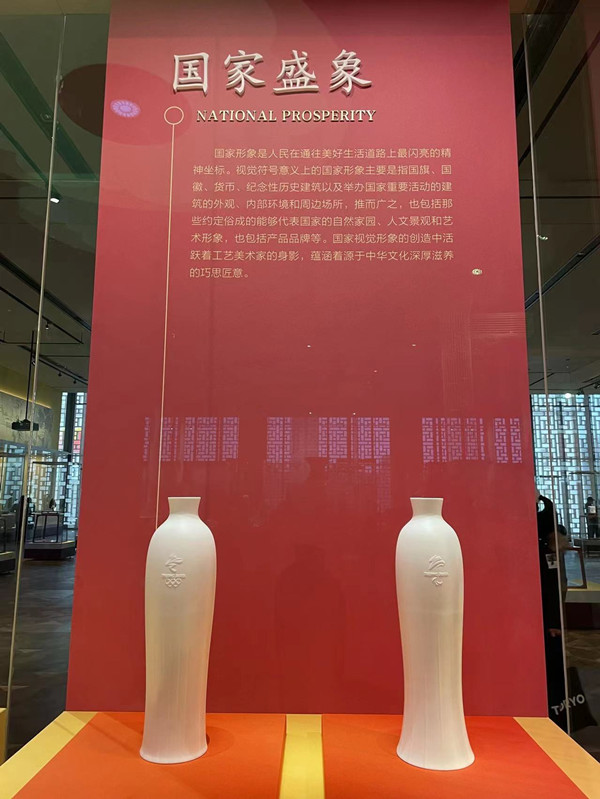 国家盛象
NATIONAL PROSPERITY
国家形象是人民在通往美好生活道路上最闪亮的精
神坐标。视觉符号意义上的国家形象主要是指国旗、国
徽、货币、纪念性历史建筑以及举办国家重要活动的建
筑的外观、内部环境和周边场所，推而广之，也包括那
些约定俗成的能够代表国家的自然家园、人文景观和艺
术形象，也包括产品品牌等。国家视觉形象的创造中活
跃着工艺美术家的身影，蕴涵着源于中华文化深厚滋养
的巧思匠意。